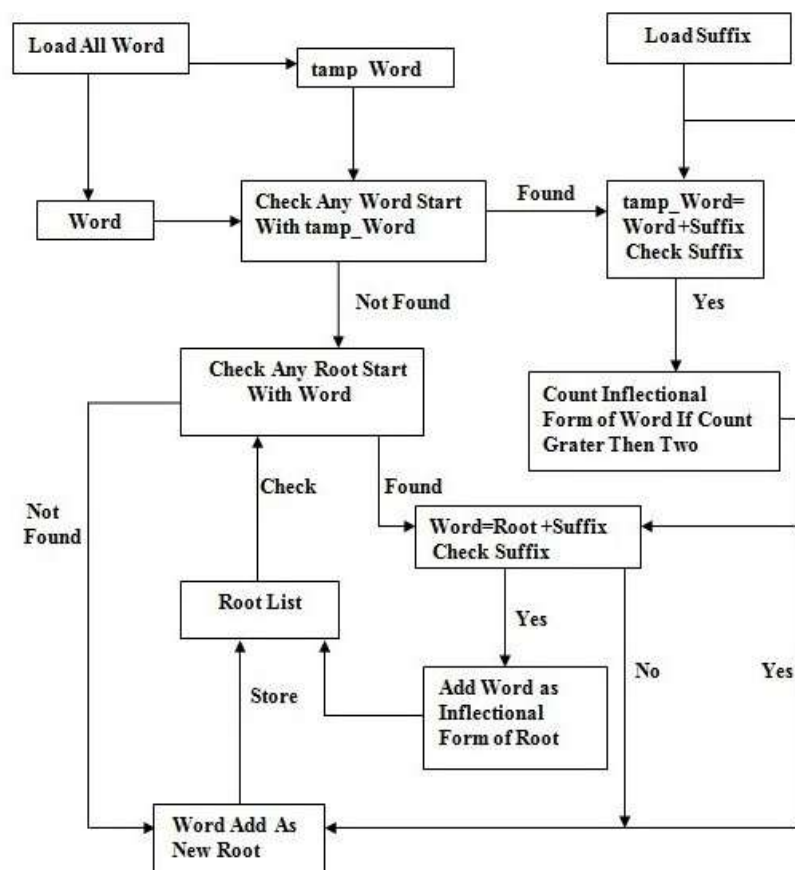 Load All Word
tamp Word
Load Suffix
Word
Check Any Word Start
With tamp_Word
Found
tamp_Word=
Word+Suffix
Check Suffix
Not Found
Yes
Check Any Root Start
With Word
Count Inflectional
Form of Word If Count
Grater Then Two
Check
Found
Not
Found
Word=Root +Suffix
Check Suffix
Root List
Yes
No
Yes
Store
Add Word as
Inflectional
Form of Root
Word Add As
New Root